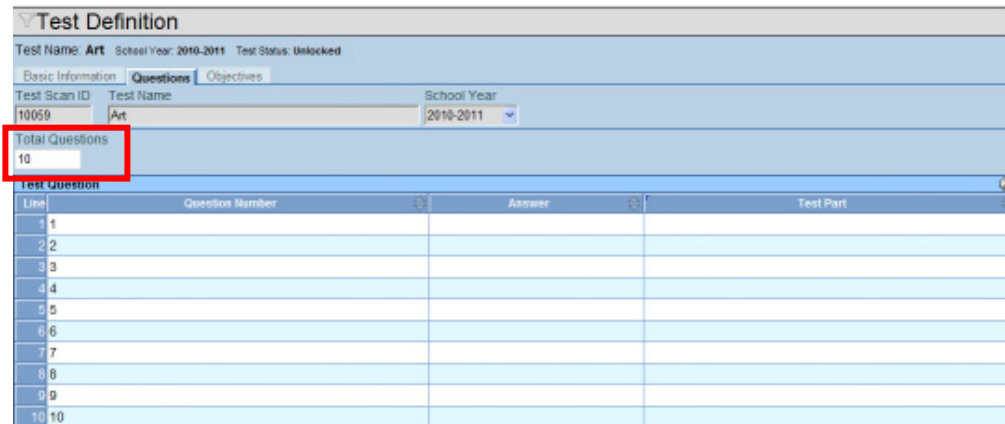 Test Definition
Test Name: Art School Year: 2010-2011 Test Status: Unlocked
Basic Information Questions Objectives
Test Scan ID Test Name School Year
10059 Art 2010-2011
Total Questions
10
Test Question
Line Question Number Answer Test Part
1 1
2 2
3 3
4 4
5 5
6 6
7 7
8 8
9 9
10 10